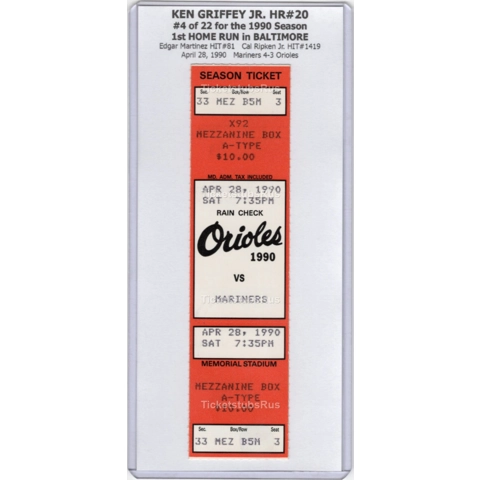 KEN GRIFFEY JR. HR#20
#4 of 22 for the 1990 Season
1st HOME RUN in BALTIMORE
Edgar Martinez HIT#81 Cal Ripken Jr. HIT#1419
April 28, 1990 Mariners 4-3 Orioles
SEASON TICKET
Sec. Box/Row Seat
33 MEZ B5M 3
TicketstubsRus
X92
MEZZANINE BOX
A-TYPE
$10.00
MD. ADM. TAX INCLUDED
APR 28, 1990
SAT 7:35PM
RAIN CHECK
Orioles
1990
VS
MARINERS
TicketstubsRus
APR 28, 1990
SAT 7:35PM
MEMORIAL STADIUM
MEZZANINE BOX
A-TYPE
TicketstubsRus
$10.00
Sec. Box/Row Seat
33 MEZ B5M 3